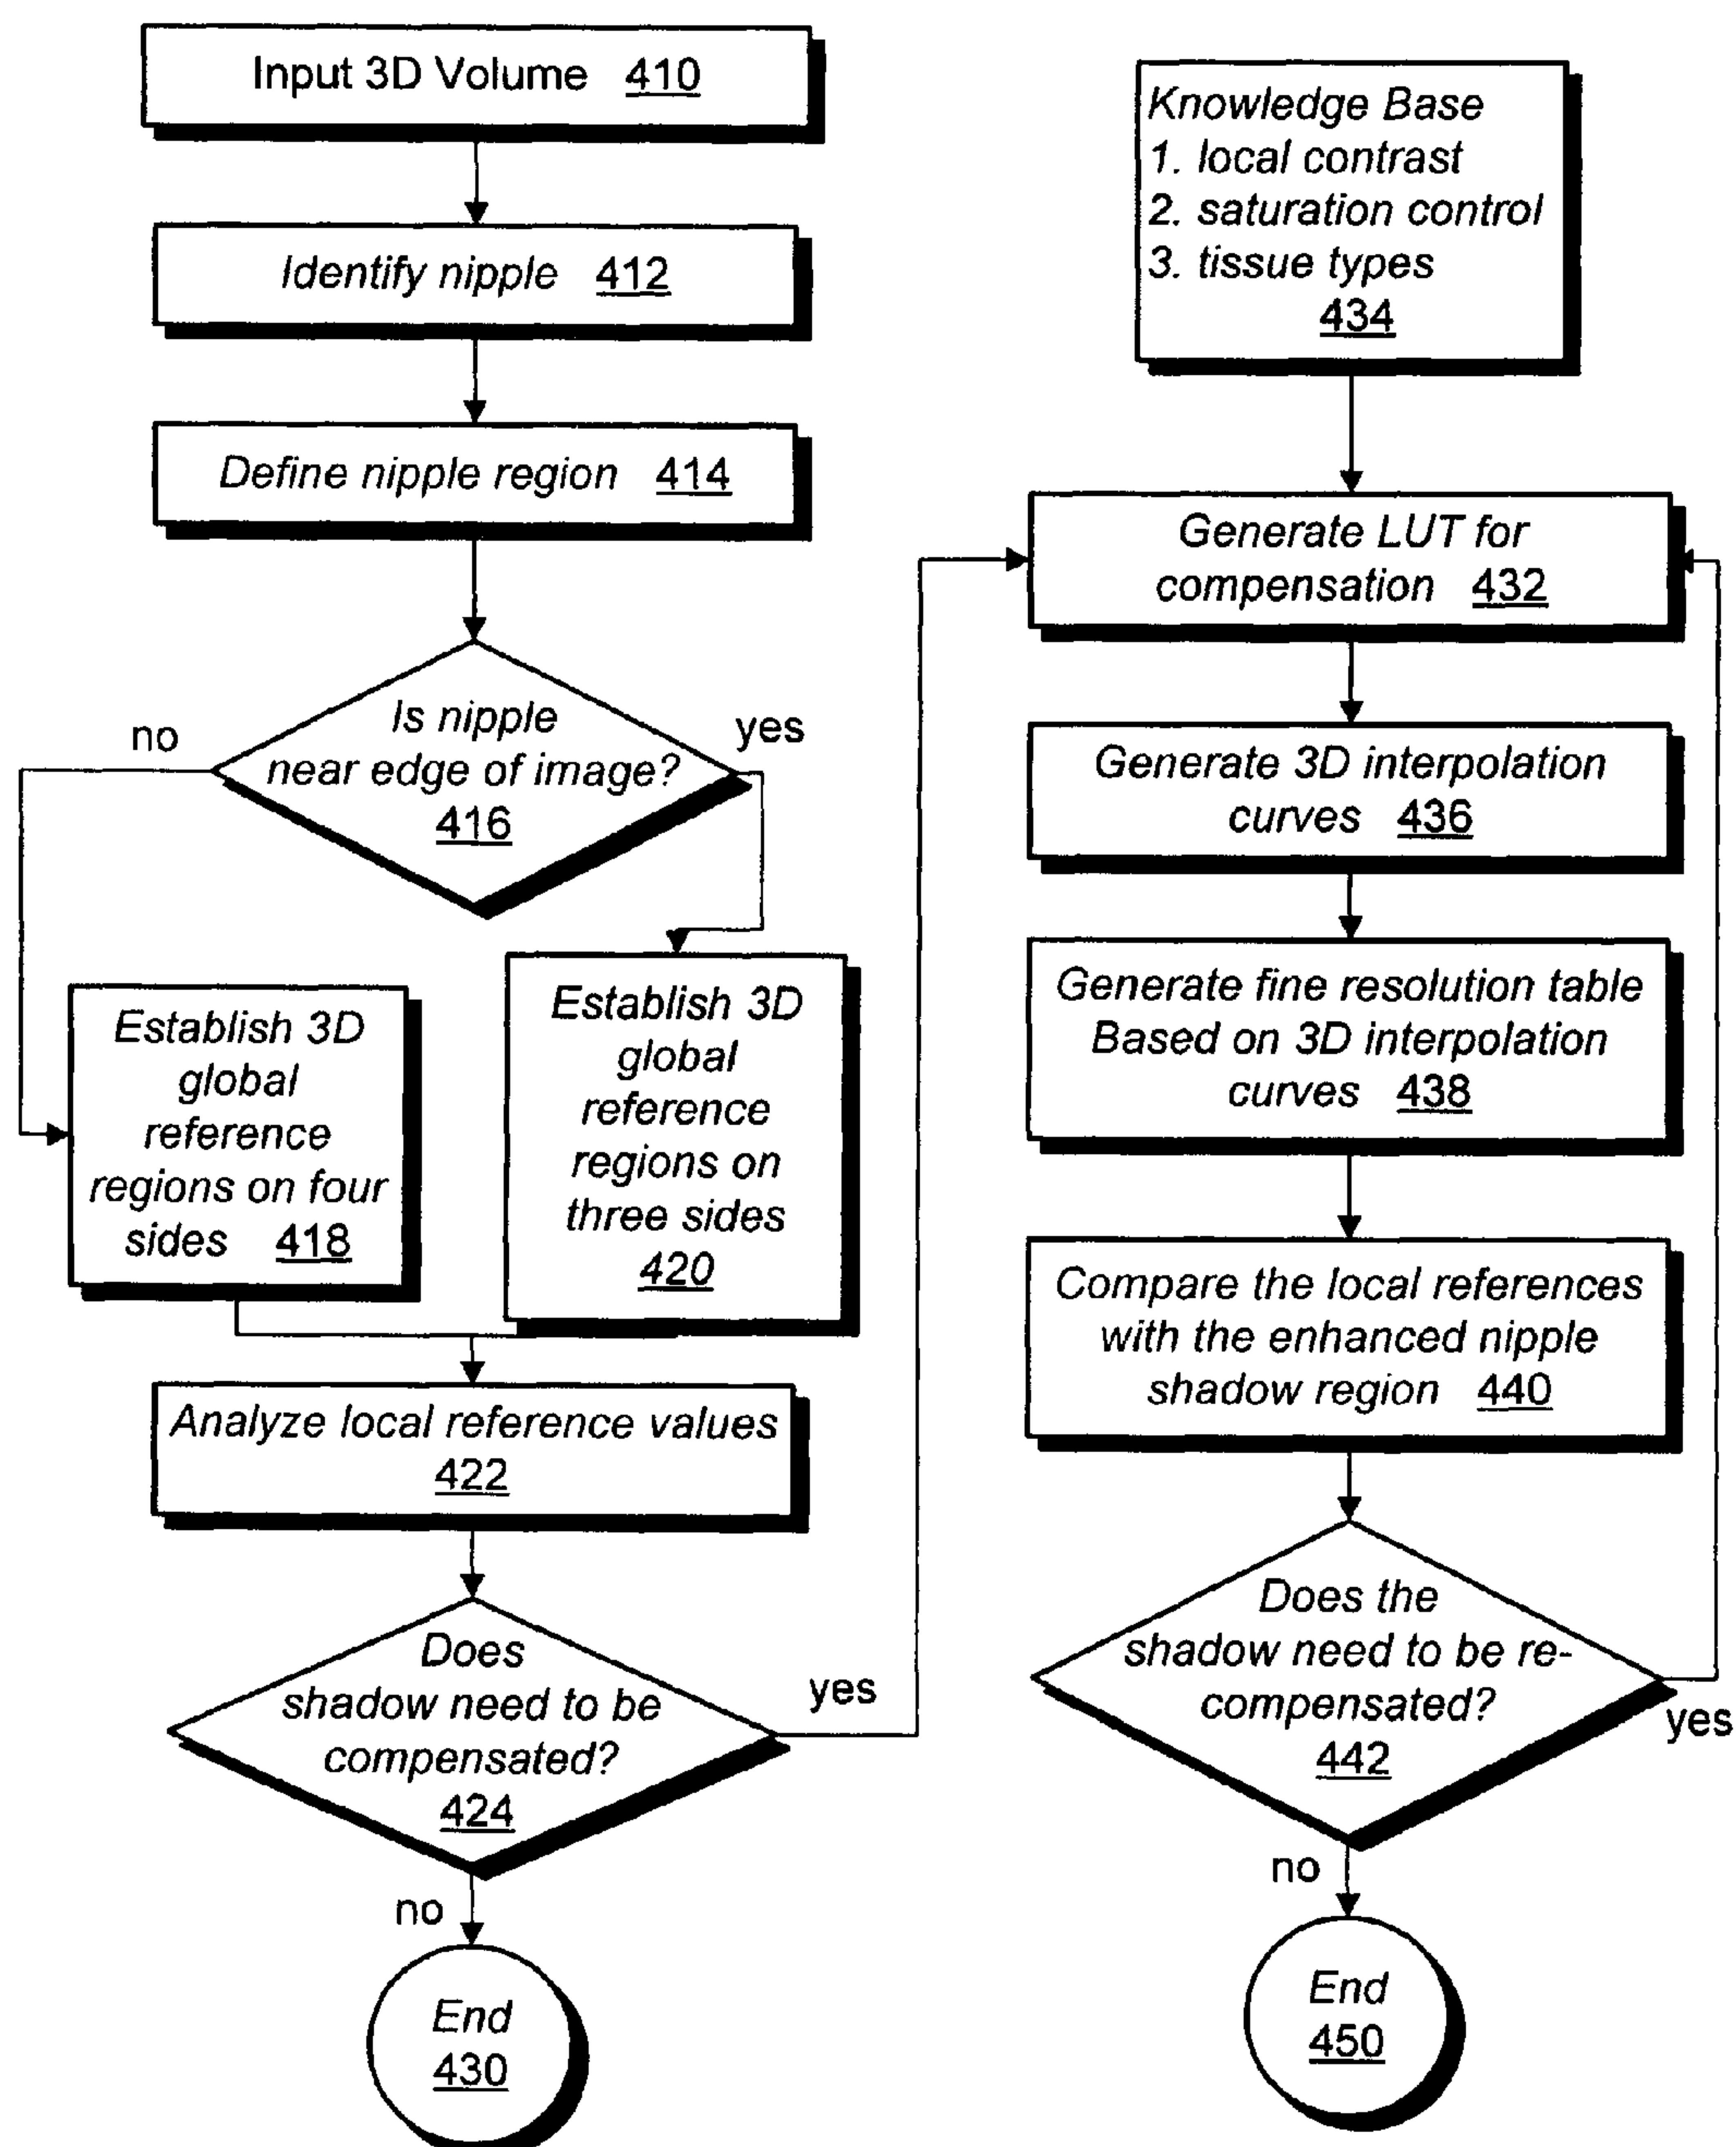 Input 3D Volume 410
Identify nipple 412
Define nipple region 414
Is nipple
near edge of image?
416
no
yes
Establish 3D
global
reference
regions on four
sides 418
Establish 3D
global
reference
regions on
three sides
420
Analyze local reference values
422
Does
shadow need to be
compensated?
424
yes
no
End
430
Knowledge Base
1. local contrast
2. saturation control
3. tissue types
434
Generate LUT for
compensation 432
Generate 3D interpolation
curves 436
Generate fine resolution table
Based on 3D interpolation
curves 438
Compare the local references
with the enhanced nipple
shadow region 440
Does the
shadow need to be re-
compensated?
442
yes
no
End
450